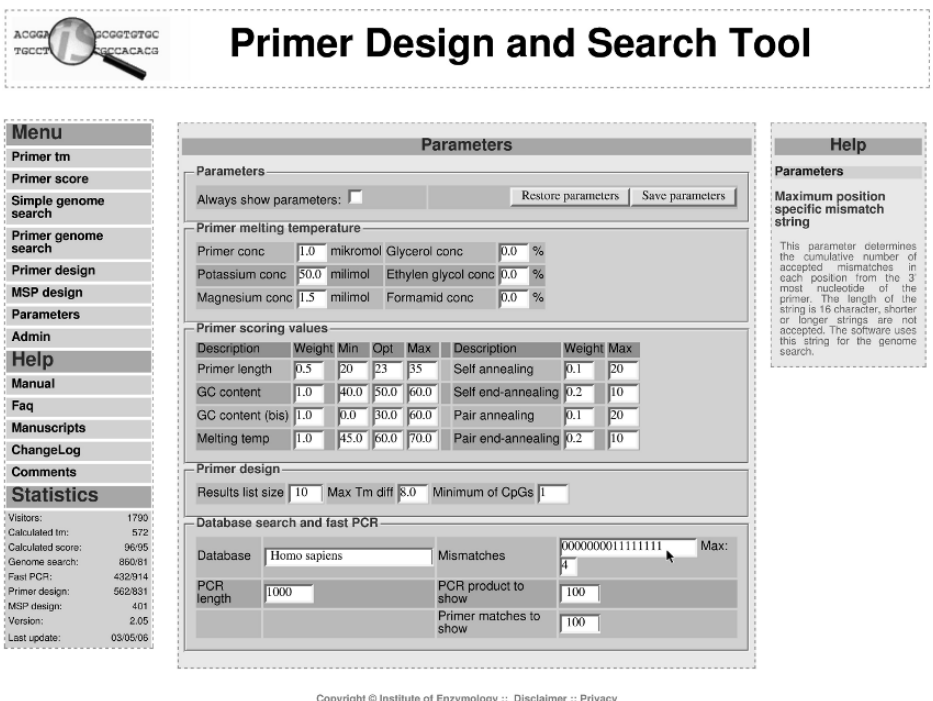 ACGGA GCGGTGTGC
TGCCT CGCCACACG
Primer Design and Search Tool
Menu
Primer tm
Primer score
Simple genome
search
Primer genome
search
Primer design
MSP design
Parameters
Admin
Help
Manual
Faq
Manuscripts
ChangeLog
Comments
Statistics
Visitors: 1790
Calculated tm: 572
Calculated score: 96/95
Genome search: 860/81
Fast PCR: 432/914
Primer design: 562/831
MSP design: 401
Version: 2.05
Last update: 03/05/06
Parameters
Parameters
Always show parameters: Restore parameters Save parameters
Primer melting temperature
Primer conc 1.0 mikromol Glycerol conc 0.0 %
Potassium conc 50.0 milimol Ethylen glycol conc 0.0 %
Magnesium conc 1.5 milimol Formamid conc 0.0 %
Primer scoring values
Description Weight Min Opt Max Description Weight Max
Primer length 0.5 20 23 35 Self annealing 0.1 20
GC content 1.0 40.0 50.0 60.0 Self end-annealing 0.2 10
GC content (bis) 1.0 0.0 30.0 60.0 Pair annealing 0.1 20
Melting temp 1.0 45.0 60.0 70.0 Pair end-annealing 0.2 10
Primer design
Results list size 10 Max Tm diff 8.0 Minimum of CpGs 1
Database search and fast PCR
Database Homo sapiens Mismatches 0000000011111111 Max:
4
PCR
length 1000 PCR product to
show 100
Primer matches to
show 100
Help
Parameters
Maximum position
specific mismatch
string
This parameter determines
the cumulative number of
accepted mismatches in
each position from the 3'
most nucleotide of the
primer. The length of the
string is 16 character, shorter
or longer strings are not
accepted. The software uses
this string for the genome
search.
Copyright © Institute of Enzymology :: Disclaimer :: Privacy